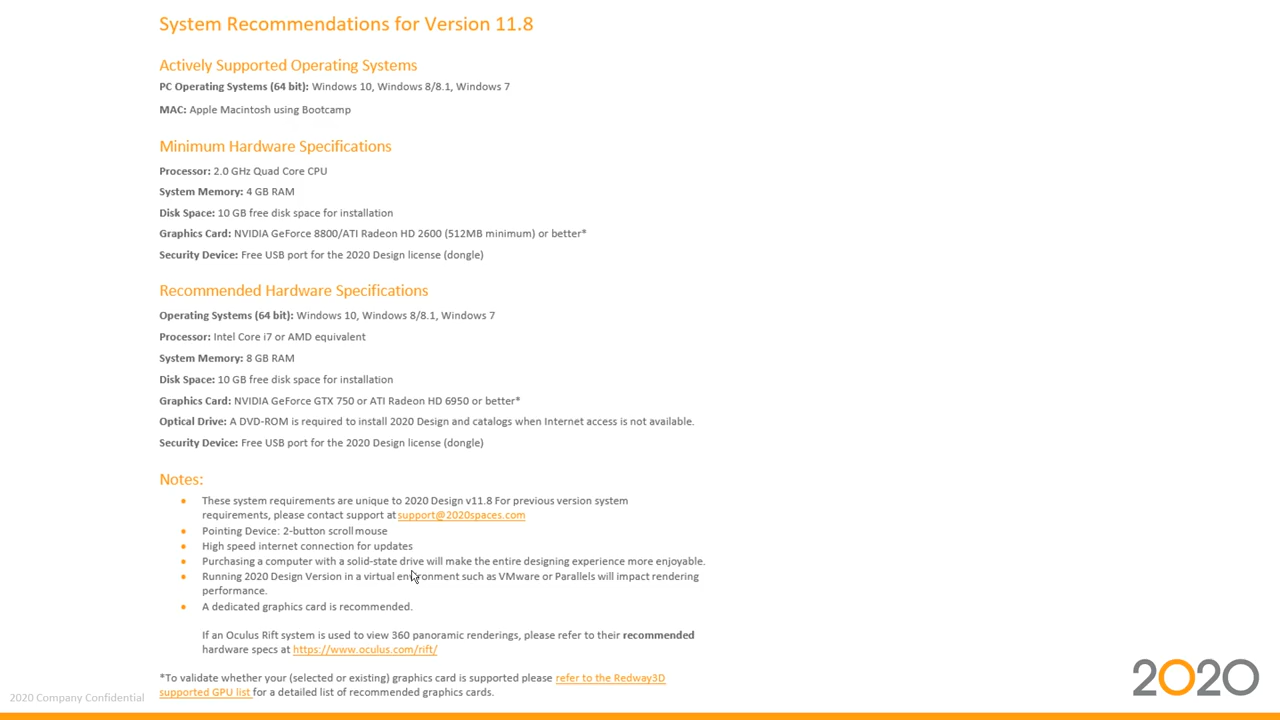 System Recommendations for Version 11.8
Actively Supported Operating Systems
PC Operating Systems (64 bit): Windows 10, Windows 8/8.1, Windows 7
MAC: Apple Macintosh using Bootcamp
Minimum Hardware Specifications
Processor: 2.0 GHz Quad Core CPU
System Memory: 4 GB RAM
Disk Space: 10 GB free disk space for installation
Graphics Card: NVIDIA GeForce 8800/ATI Radeon HD 2600 (512MB minimum) or better*
Security Device: Free USB port for the 2020 Design license (dongle)
Recommended Hardware Specifications
Operating Systems (64 bit): Windows 10, Windows 8/8.1, Windows 7
Processor: Intel Core i7 or AMD equivalent
System Memory: 8 GB RAM
Disk Space: 10 GB free disk space for installation
Graphics Card: NVIDIA GeForce GTX 750 or ATI Radeon HD 6950 or better*
Optical Drive: A DVD-ROM is required to install 2020 Design and catalogs when Internet access is not available.
Security Device: Free USB port for the 2020 Design license (dongle)
Notes:
• These system requirements are unique to 2020 Design v11.8 For previous version system
requirements, please contact support at support@2020spaces.com
• Pointing Device: 2-button scroll mouse
• High speed internet connection for updates
• Purchasing a computer with a solid-state drive will make the entire designing experience more enjoyable.
• Running 2020 Design Version in a virtual environment such as VMware or Parallels will impact rendering
performance.
• A dedicated graphics card is recommended.
If an Oculus Rift system is used to view 360 panoramic renderings, please refer to their recommended
hardware specs at https://www.oculus.com/rift/
*To validate whether your (selected or existing) graphics card is supported please refer to the Redway3D
supported GPU list for a detailed list of recommended graphics cards.
2020 Company Confidential
2020